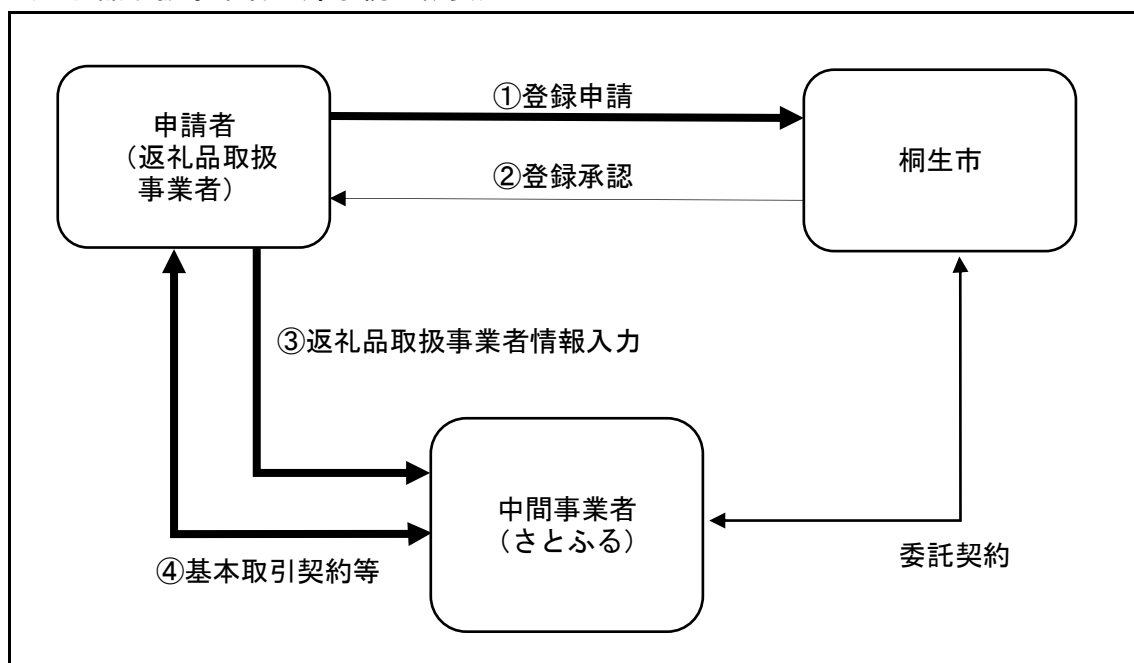 ①登録申請
申請者
（返礼品取扱
事業者）
桐生市
②登録承認
③返礼品取扱事業者情報入力
中間事業者
（さとふる）
④基本取引契約等
委託契約